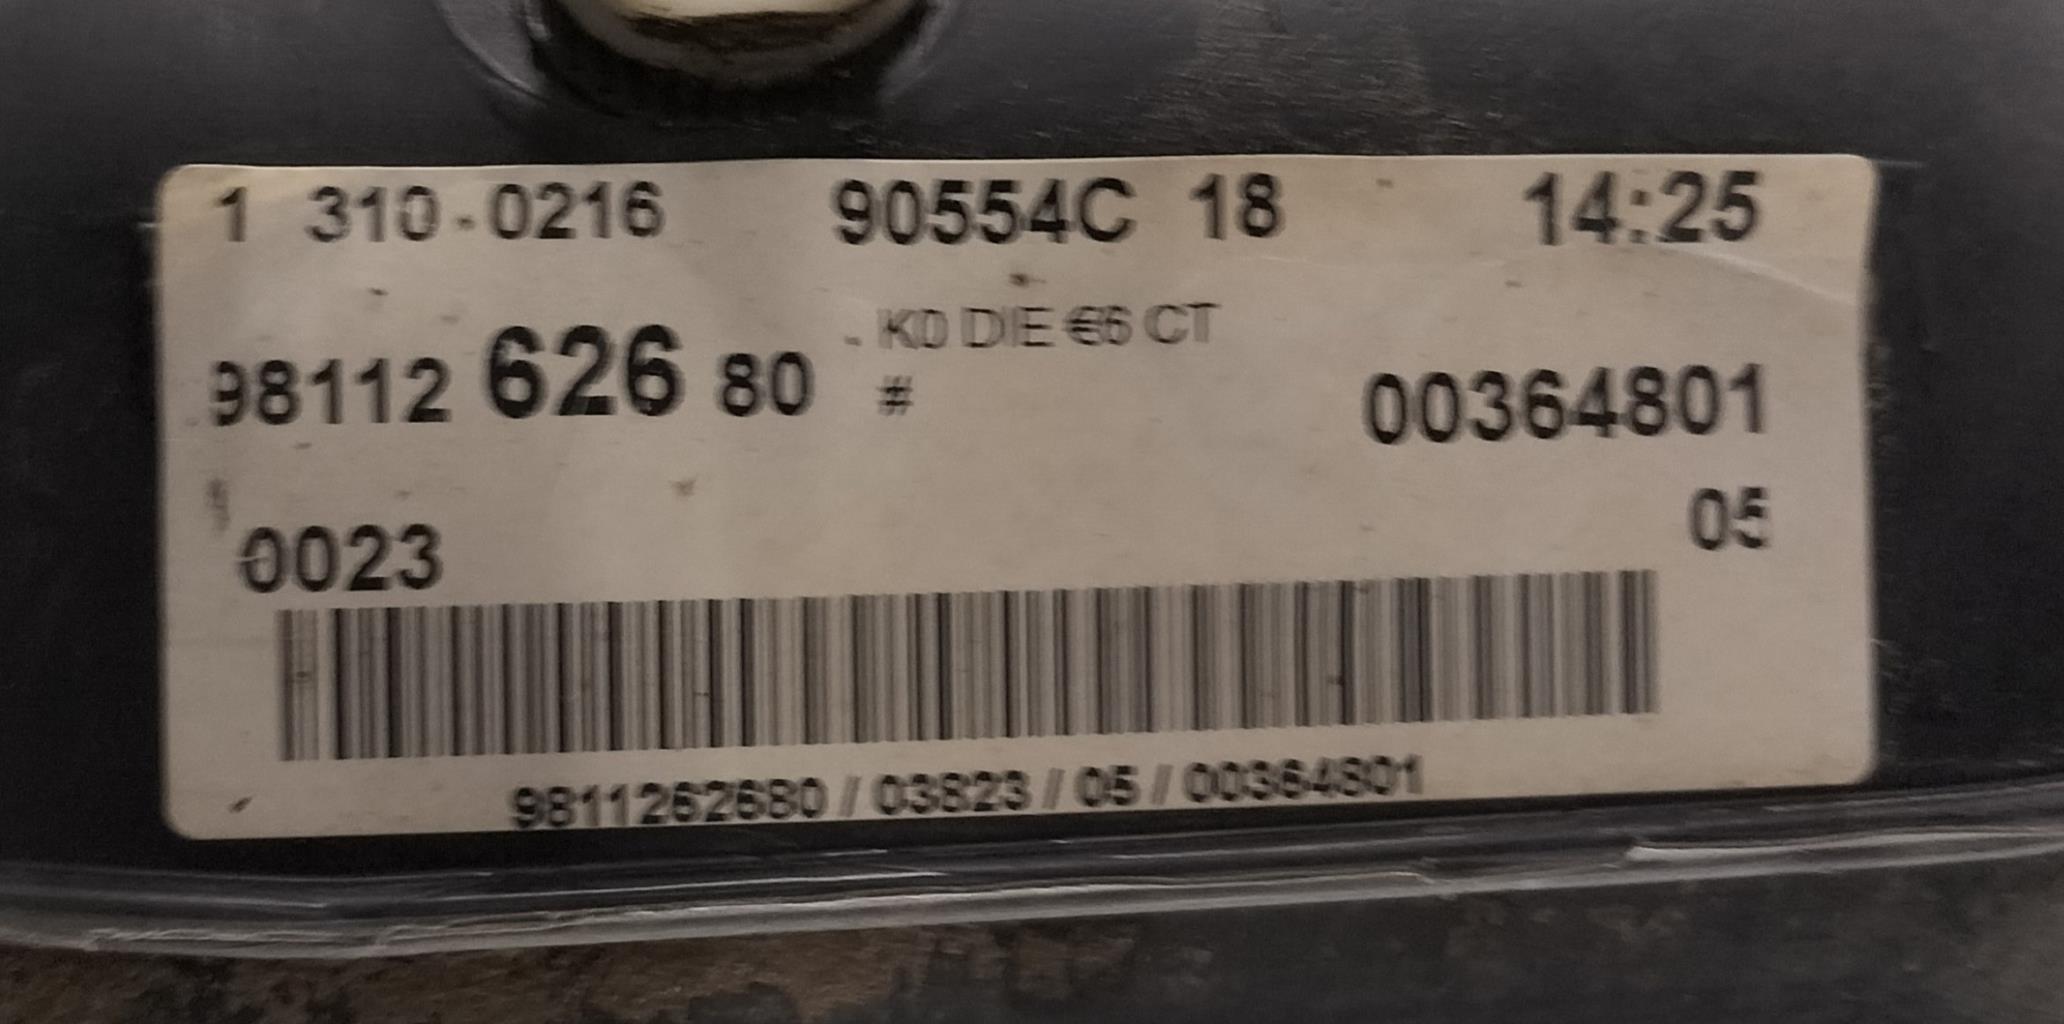 1 310-0216 90554C 18 14:25
- K0 DIE €6 CT
98112 626 80 # 00364801
0023 05
9811262680 / 03823 / 05 / 00364801